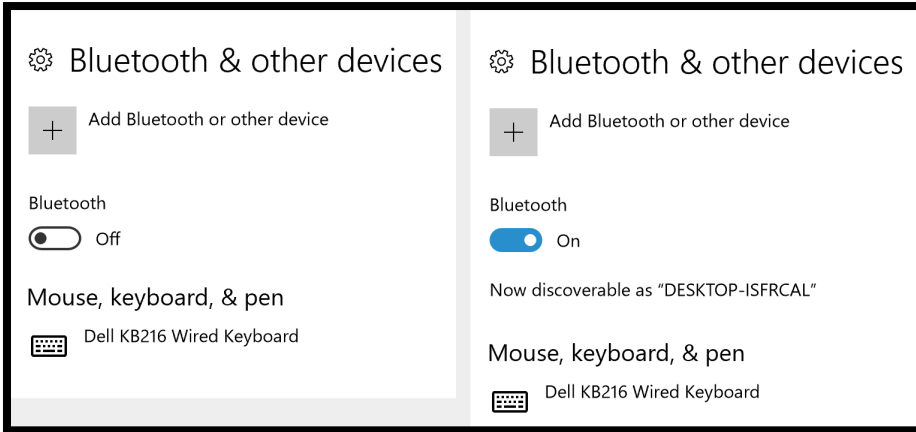 Bluetooth & other devices
Add Bluetooth or other device
Bluetooth
Off
Mouse, keyboard, & pen
Dell KB216 Wired Keyboard
Bluetooth & other devices
Add Bluetooth or other device
Bluetooth
On
Now discoverable as “DESKTOP-ISFRCAL”
Mouse, keyboard, & pen
Dell KB216 Wired Keyboard